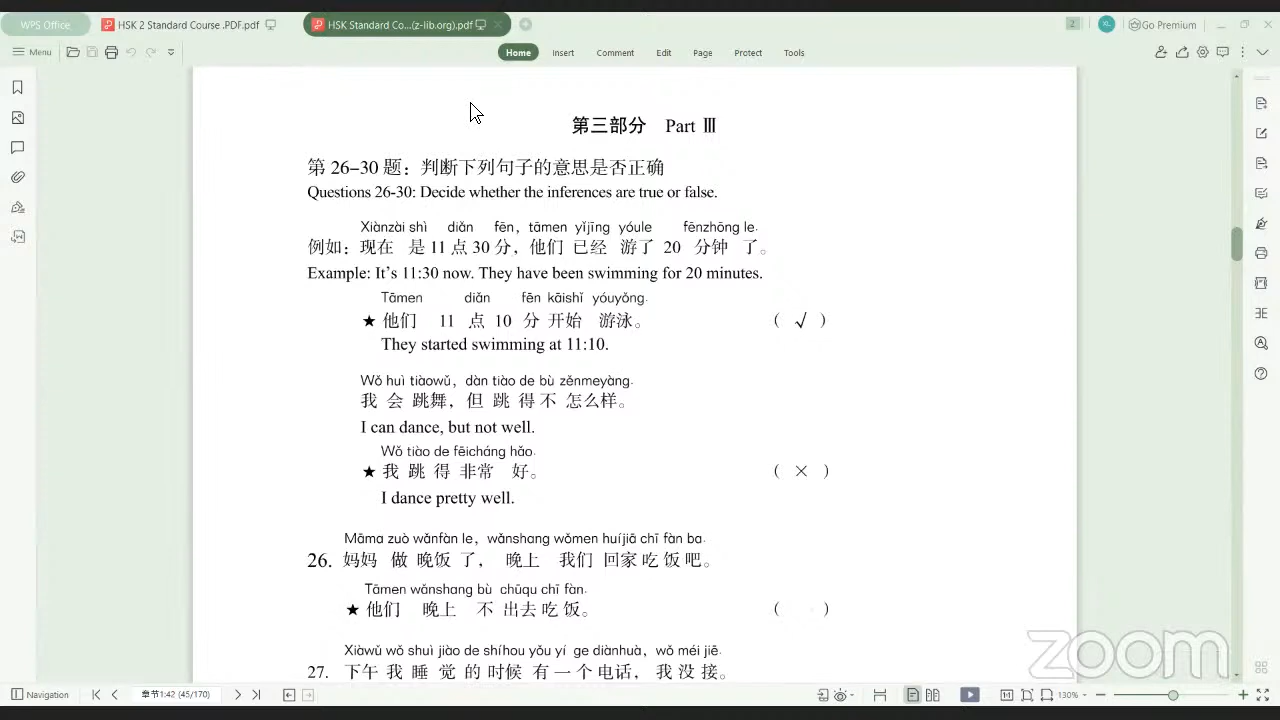 WPS Office
HSK 2 Standard Course .PDF.pdf
HSK Standard Co...(z-lib.org).pdf
2
XL
Go Premium
Menu
Home
Insert
Comment
Edit
Page
Protect
Tools
第三部分 Part Ⅲ
第 26-30 题：判断下列句子的意思是否正确
Questions 26-30: Decide whether the inferences are true or false.
Xiànzài shì diǎn fēn, tāmen yǐjīng yóule fēnzhōng le.
例如：现在 是 11 点 30 分，他们 已经 游了 20 分钟 了。
Example: It's 11:30 now. They have been swimming for 20 minutes.
Tāmen diǎn fēn kāishǐ yóuyǒng.
★ 他们 11 点 10 分 开始 游泳。 ( √ )
They started swimming at 11:10.
Wǒ huì tiàowǔ, dàn tiào de bù zěnmeyàng.
我 会 跳舞，但 跳 得 不 怎么样。
I can dance, but not well.
Wǒ tiào de fēicháng hǎo.
★ 我 跳 得 非常 好。 ( × )
I dance pretty well.
Māma zuò wǎnfàn le, wǎnshang wǒmen huíjiā chī fàn ba.
26. 妈妈 做 晚饭 了， 晚上 我们 回家 吃 饭 吧。
Tāmen wǎnshang bù chūqu chī fàn.
★ 他们 晚上 不 出去 吃 饭。 ( )
Xiàwǔ wǒ shuì jiào de shíhou yǒu yí ge diànhuà, wǒ méi jiē.
27. 下午 我 睡 觉 的 时候 有 一 个 电话， 我 没 接。
zoom
Navigation
章节1:42 (45/170)
130%